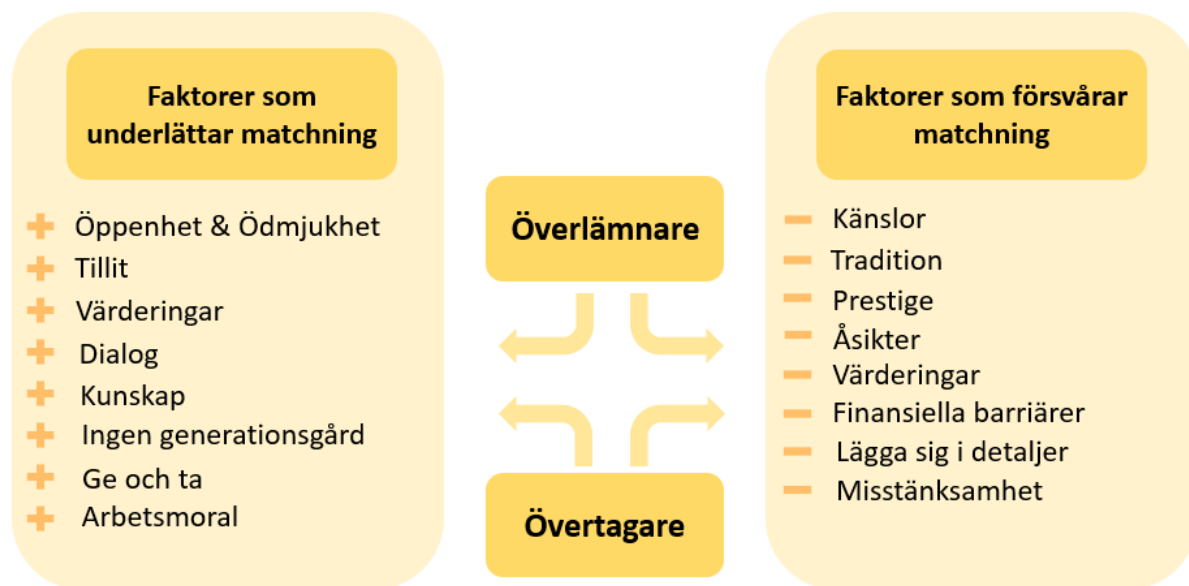 Faktorer som
underlättar matchning
Öppenhet & Ödmjukhet
Tillit
Värderingar
Dialog
Kunskap
Ingen generationsgård
Ge och ta
Arbetsmoral
Överlämnare
Övertagare
Faktorer som försvårar
matchning
Känslor
Tradition
Prestige
Åsikter
Värderingar
Finansiella barriärer
Lägga sig i detaljer
Misstänksamhet